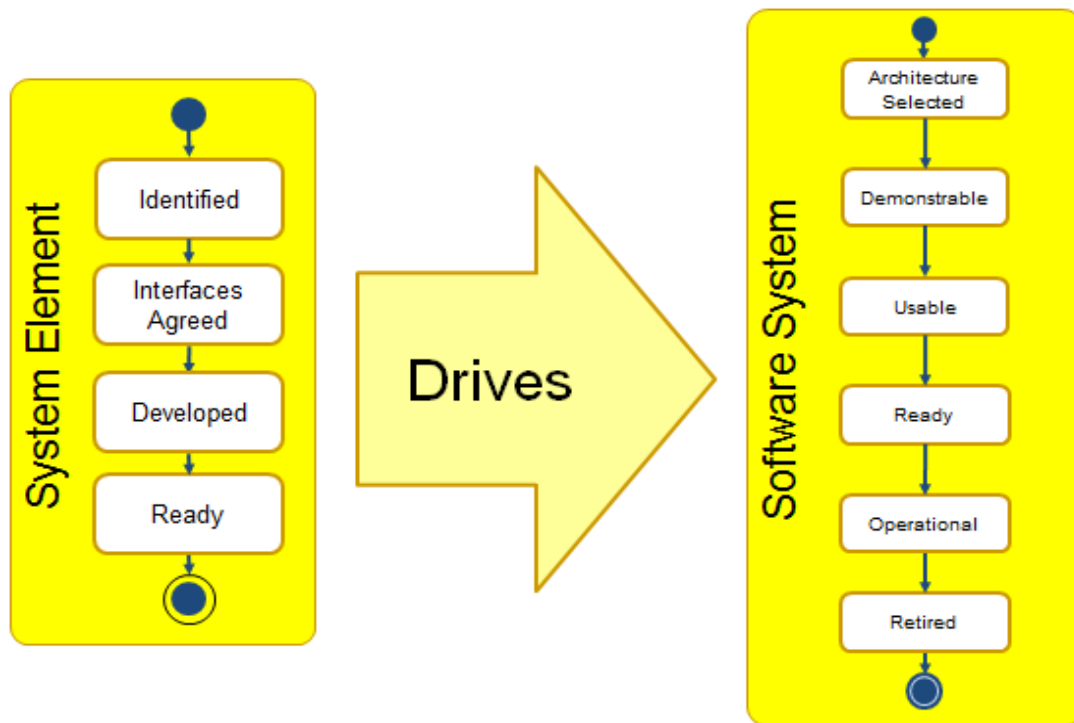 System Element
Identified
Interfaces
Agreed
Developed
Ready
Drives
Software System
Architecture
Selected
Demonstrable
Usable
Ready
Operational
Retired